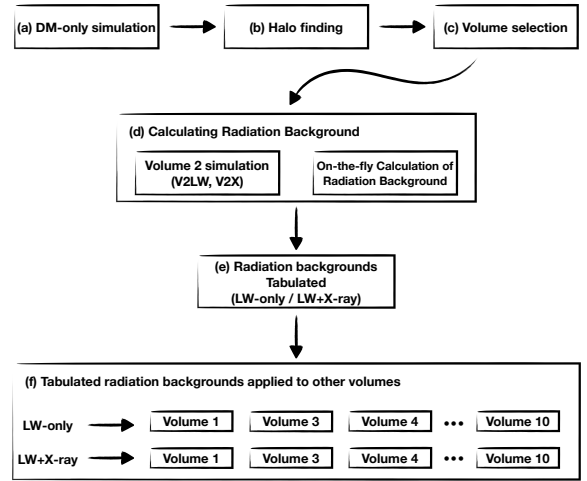 (a) DM-only simulation
(b) Halo finding
(c) Volume selection
(d) Calculating Radiation Background
Volume 2 simulation
(V2LW, V2X)
On-the-fly Calculation of
Radiation Background
(e) Radiation backgrounds
Tabulated
(LW-only / LW+X-ray)
(f) Tabulated radiation backgrounds applied to other volumes
LW-only Volume 1 Volume 3 Volume 4 ••• Volume 10
LW+X-ray Volume 1 Volume 3 Volume 4 ••• Volume 10